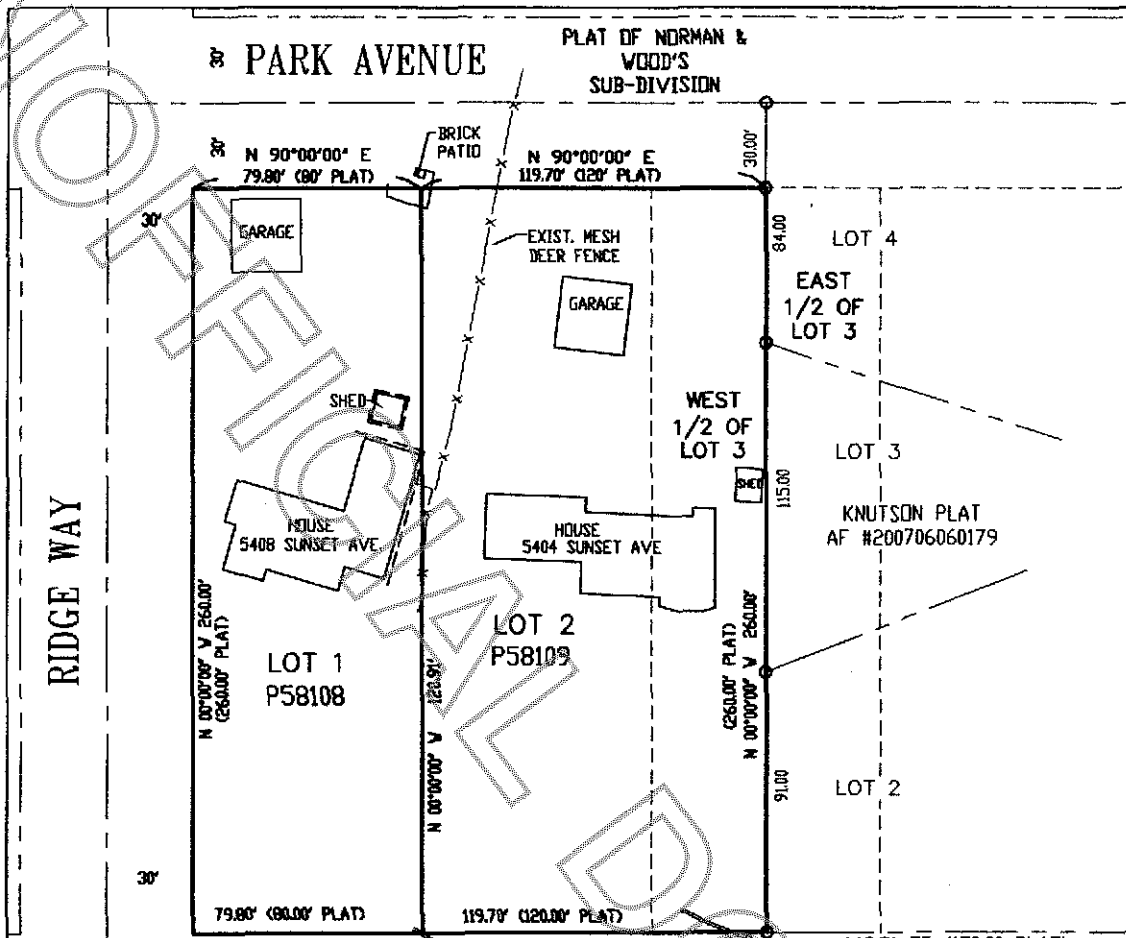 PLAT OF NORMAN &
WOOD'S
SUB-DIVISION
30'
PARK AVENUE
BRICK
PATIO
30'
N 90°00'00" E
79.80' (80' PLAT)
N 90°00'00" E
119.70' (120' PLAT)
30.00'
30'
GARAGE
EXIST. MESH
DEER FENCE
84.00
LOT 4
EAST
1/2 OF
LOT 3
GARAGE
SHED
WEST
1/2 OF
LOT 3
LOT 3
SHED
115.00
KNUTSON PLAT
AF #200706060179
HOUSE
5408 SUNSET AVE
HOUSE
5404 SUNSET AVE
RIDGE WAY
N 00°00'00" W 260.00'
(260.00' PLAT)
LOT 1
P58108
LOT 2
P58109
N 00°00'00" W 120.91'
(260.00' PLAT)
N 00°00'00" W 260.00'
91.00
LOT 2
30'
79.80' (80.00' PLAT)
119.70' (120.00' PLAT)
UNOFFICIAL DO